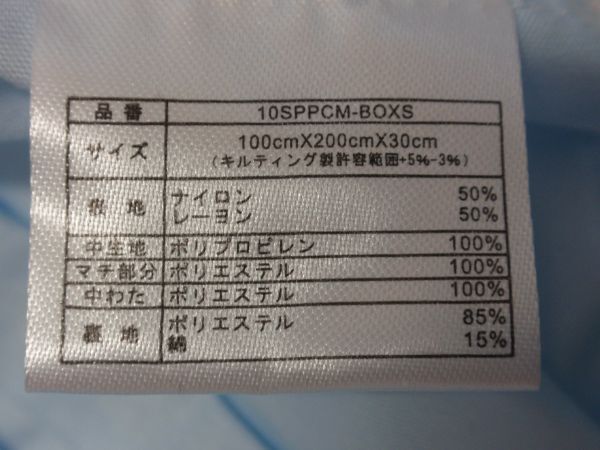 品番 10SPPCM-BOXS
サイズ 100cmX200cmX30cm
(キルティング製許容範囲+5%-3%)
表地 ナイロン 50%
レーヨン 50%
中生地 ポリプロピレン 100%
マチ部分 ポリエステル 100%
中わた ポリエステル 100%
裏地 ポリエステル 85%
綿 15%